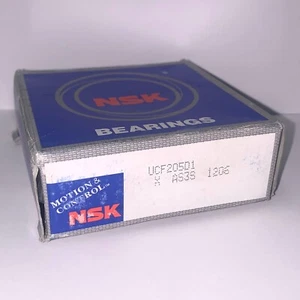 NSK
BEARINGS
MOTION &
CONTROL
NSK
UCF205D1
AS3S 1206